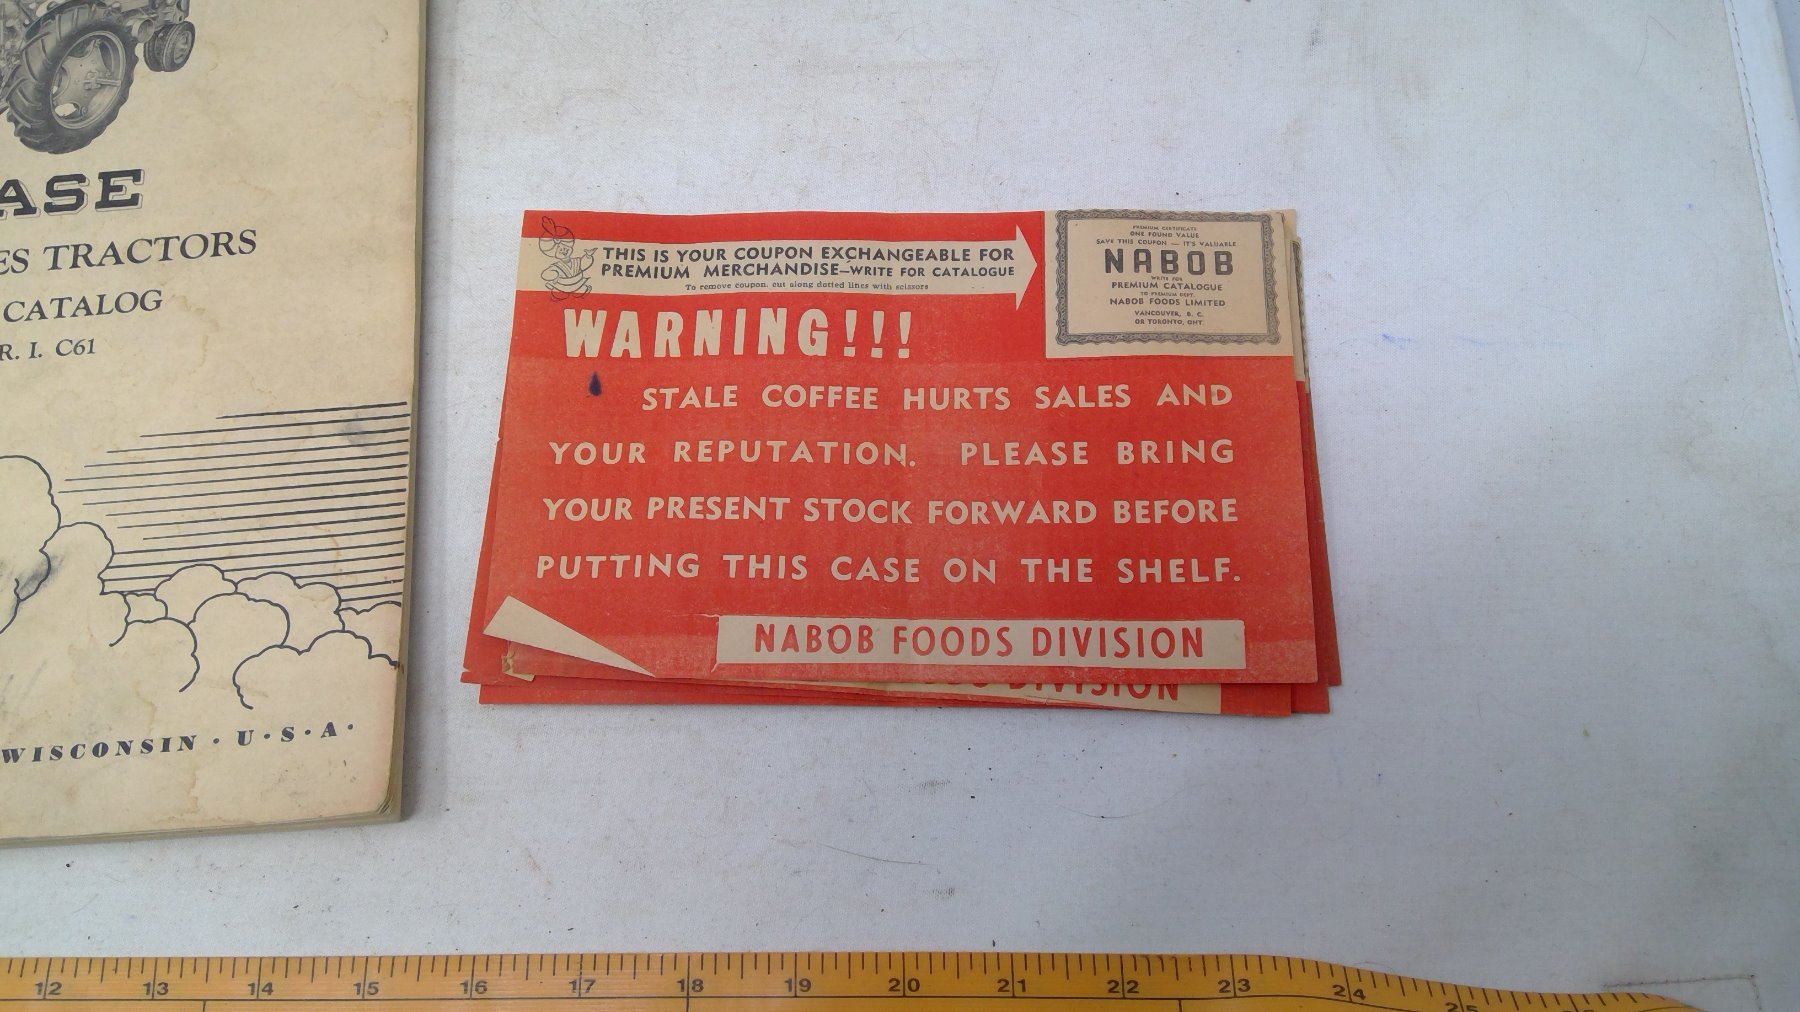 ASE
ES TRACTORS
CATALOG
R. I. C61
WISCONSIN · U · S · A ·
THIS IS YOUR COUPON EXCHANGEABLE FOR
PREMIUM MERCHANDISE—WRITE FOR CATALOGUE
To remove coupon, cut along dotted lines with scissors
PREMIUM CERTIFICATE
ONE POUND VALUE
SAVE THIS COUPON — IT'S VALUABLE
NABOB
WRITE FOR
PREMIUM CATALOGUE
TO PREMIUM DEPT.
NABOB FOODS LIMITED
VANCOUVER, B. C.
OR TORONTO, ONT.
WARNING!!!
STALE COFFEE HURTS SALES AND
YOUR REPUTATION. PLEASE BRING
YOUR PRESENT STOCK FORWARD BEFORE
PUTTING THIS CASE ON THE SHELF.
NABOB FOODS DIVISION
DIVISION
12 13 14 15 16 17 18 19 20 21 22 23 24 25